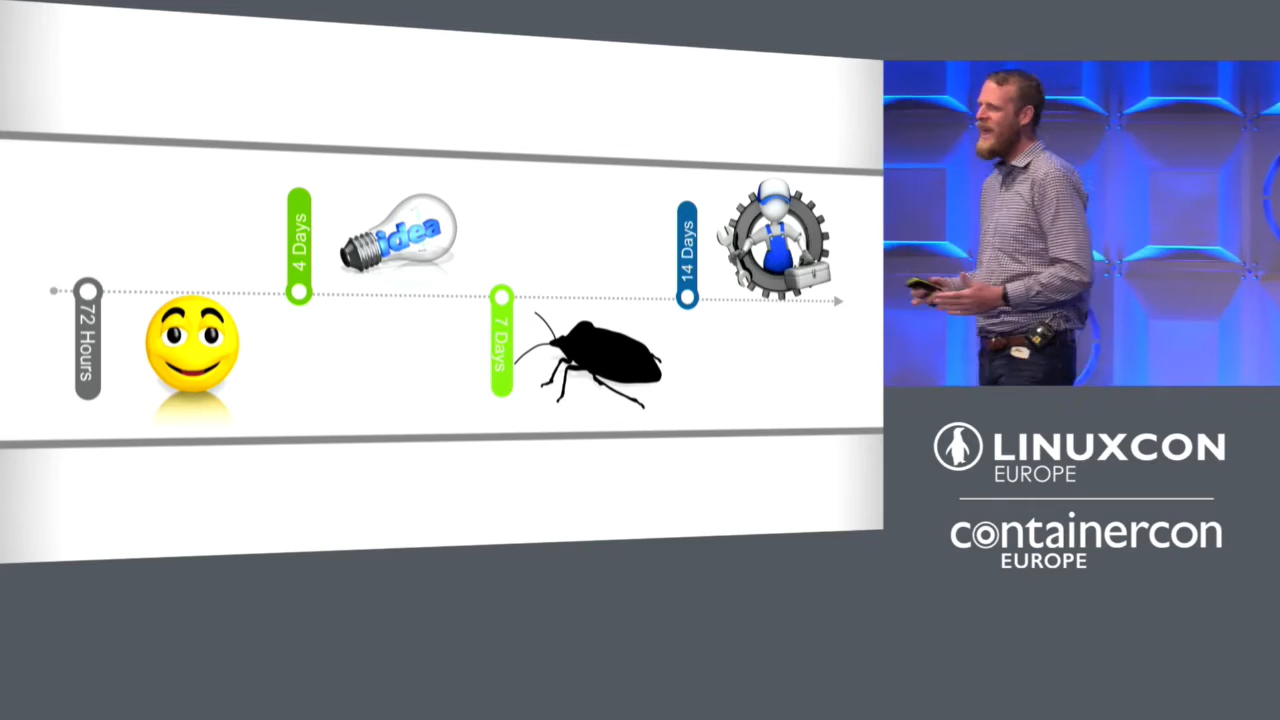 72 Hours
4 Days
idea
7 Days
14 Days
LINUXCON
EUROPE
containercon
EUROPE